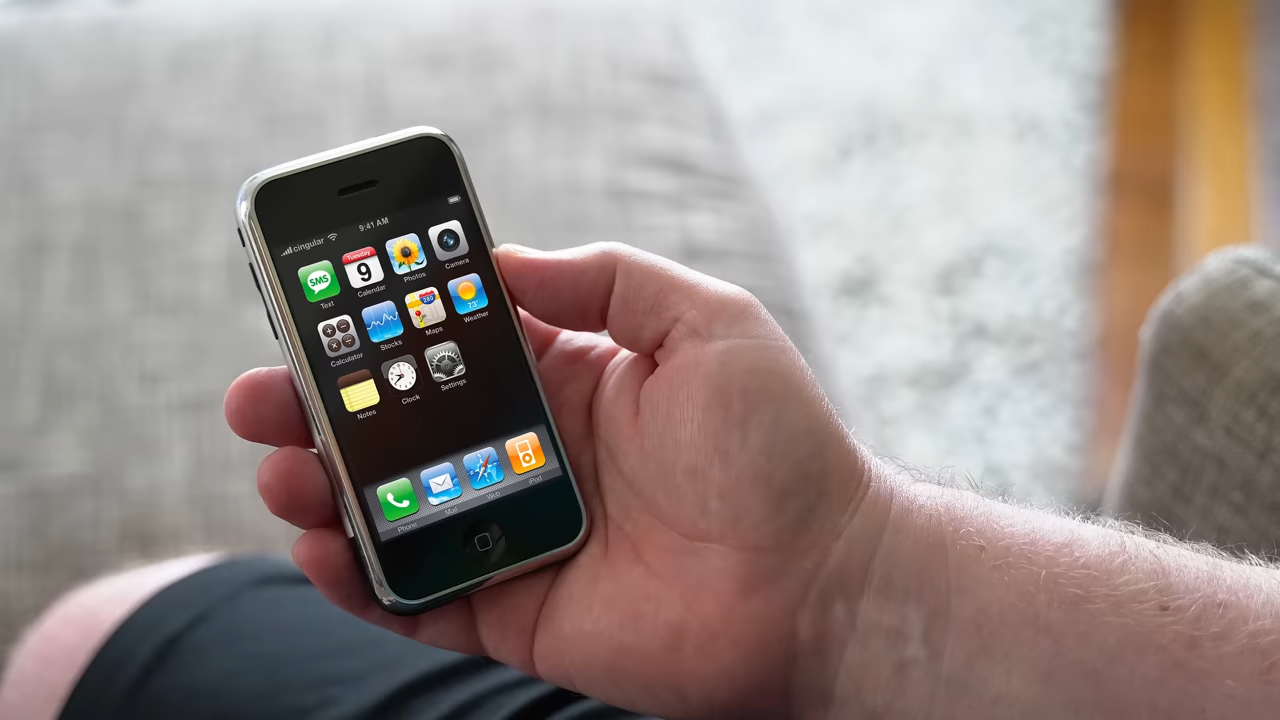 cingular 9:41 AM
SMS Tuesday 9
Text Calendar Photos Camera
280 73°
Calculator Stocks Maps Weather
Notes Clock Settings
Phone Mail Web iPod